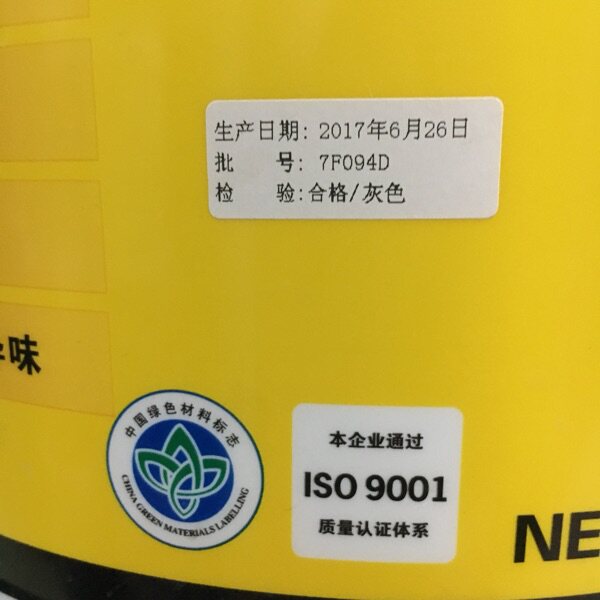 生产日期: 2017年6月26日
批 号: 7F094D
检 验:合格/灰色
味
中国绿色材料标志
CHINA GREEN MATERIALS LABELLING
本企业通过
ISO 9001
质量认证体系
NE